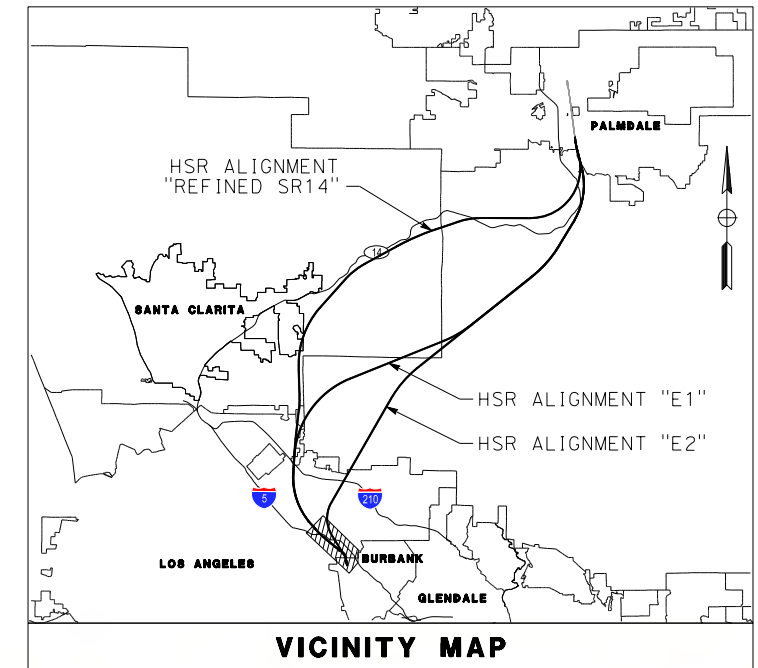 PALMDALE
HSR ALIGNMENT
"REFINED SR14"
14
SANTA CLARITA
HSR ALIGNMENT "E1"
HSR ALIGNMENT "E2"
5
210
LOS ANGELES
BURBANK
GLENDALE
VICINITY MAP